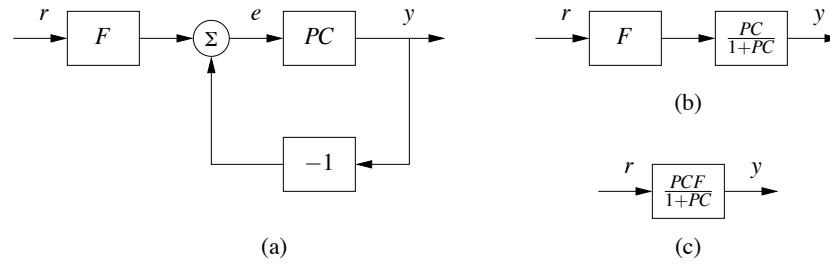 r F Σ e PC y
−1
(a)
r F PC/1+PC y
(b)
r PCF/1+PC y
(c)